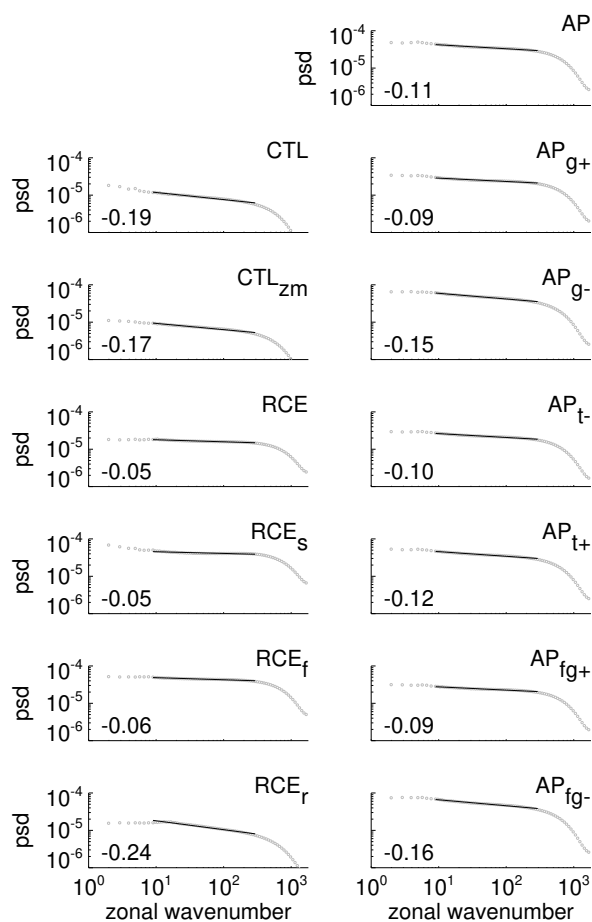 AP
psd
10^-4
10^-5
10^-6
-0.11
CTL
psd
10^-4
10^-5
10^-6
-0.19
AP_g+
-0.09
CTL_zm
psd
10^-4
10^-5
10^-6
-0.17
AP_g-
-0.15
RCE
psd
10^-4
10^-5
10^-6
-0.05
AP_t-
-0.10
RCE_s
psd
10^-4
10^-5
10^-6
-0.05
AP_t+
-0.12
RCE_f
psd
10^-4
10^-5
10^-6
-0.06
AP_fg+
-0.09
RCE_r
psd
10^-4
10^-5
10^-6
-0.24
AP_fg-
-0.16
10^0 10^1 10^2 10^3
zonal wavenumber
10^0 10^1 10^2 10^3
zonal wavenumber